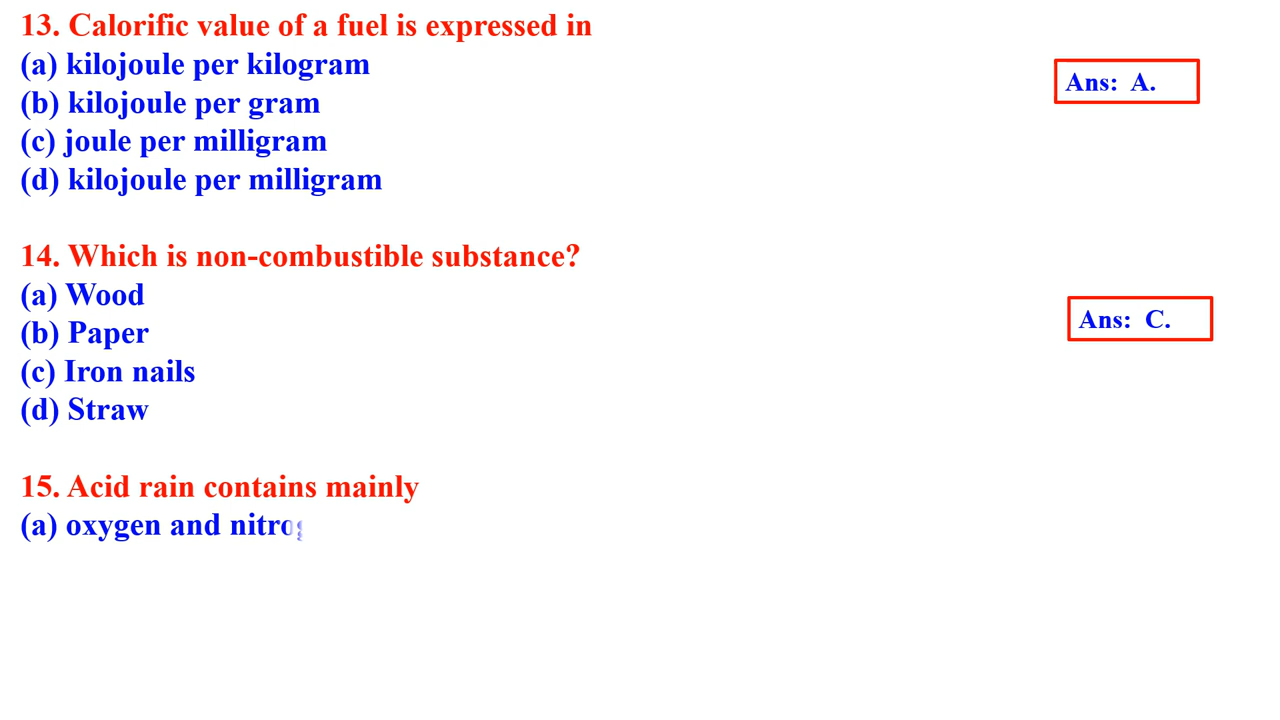 13. Calorific value of a fuel is expressed in
(a) kilojoule per kilogram
(b) kilojoule per gram
(c) joule per milligram
(d) kilojoule per milligram
Ans: A.
14. Which is non-combustible substance?
(a) Wood
(b) Paper
(c) Iron nails
(d) Straw
Ans: C.
15. Acid rain contains mainly
(a) oxygen and